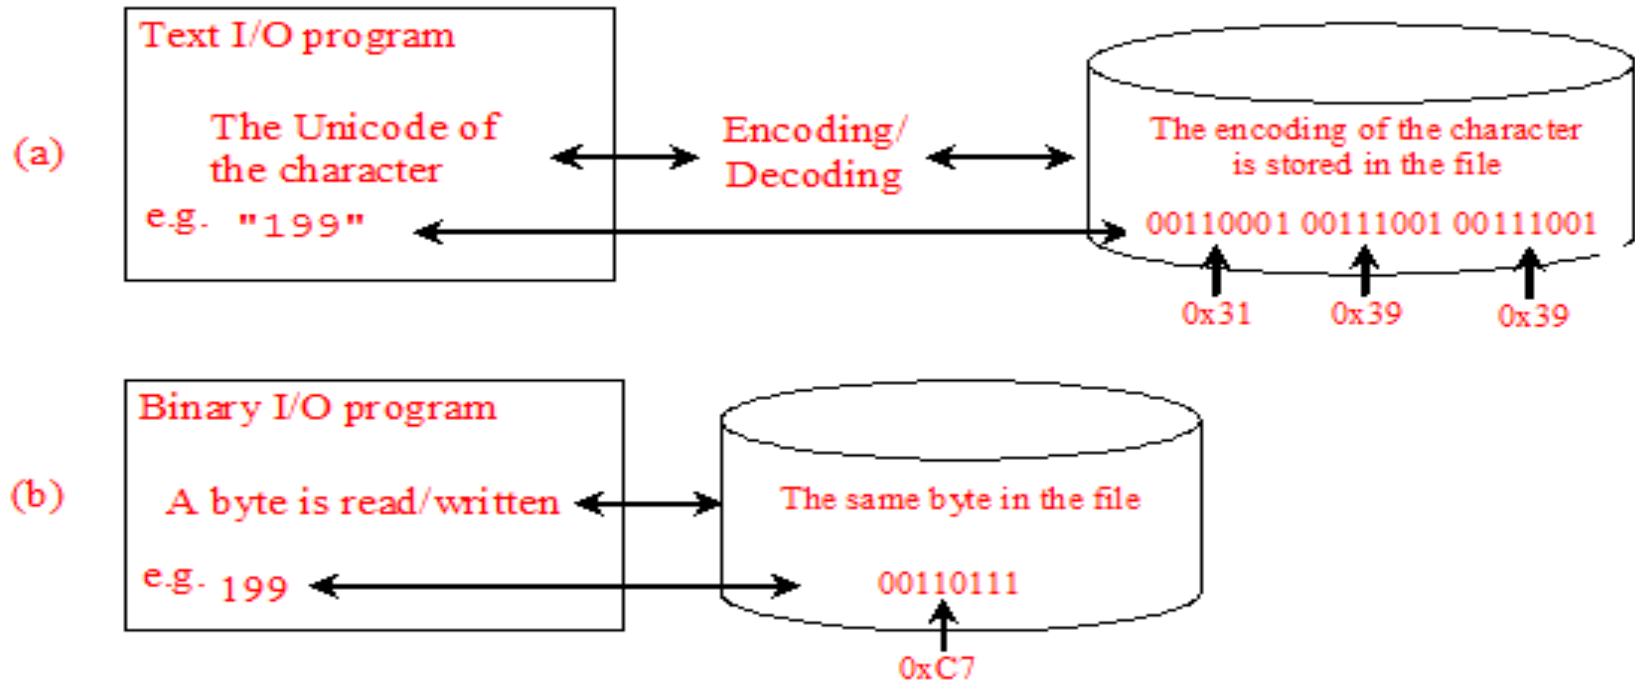 Text I/O program
The Unicode of
the character
e.g. "199"
(a)
Encoding/
Decoding
The encoding of the character
is stored in the file
00110001 00111001 00111001
0x31 0x39 0x39
Binary I/O program
(b)
A byte is read/written
e.g. 199
The same byte in the file
00110111
0xC7